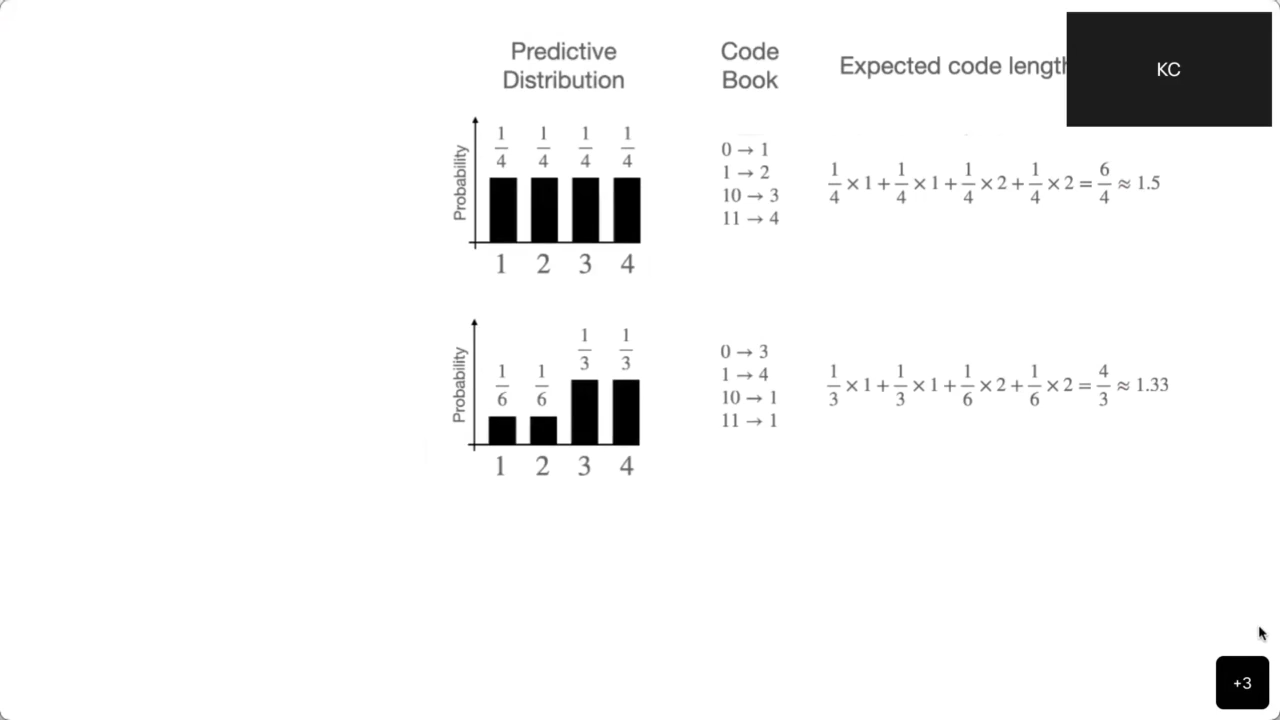 Predictive
Distribution
Code
Book
Expected code length
KC
Probability
1/4 1/4 1/4 1/4
1 2 3 4
0 → 1
1 → 2
10 → 3
11 → 4
1/4 × 1 + 1/4 × 1 + 1/4 × 2 + 1/4 × 2 = 6/4 ≈ 1.5
Probability
1/6 1/6 1/3 1/3
1 2 3 4
0 → 3
1 → 4
10 → 1
11 → 1
1/3 × 1 + 1/3 × 1 + 1/6 × 2 + 1/6 × 2 = 4/3 ≈ 1.33
+3